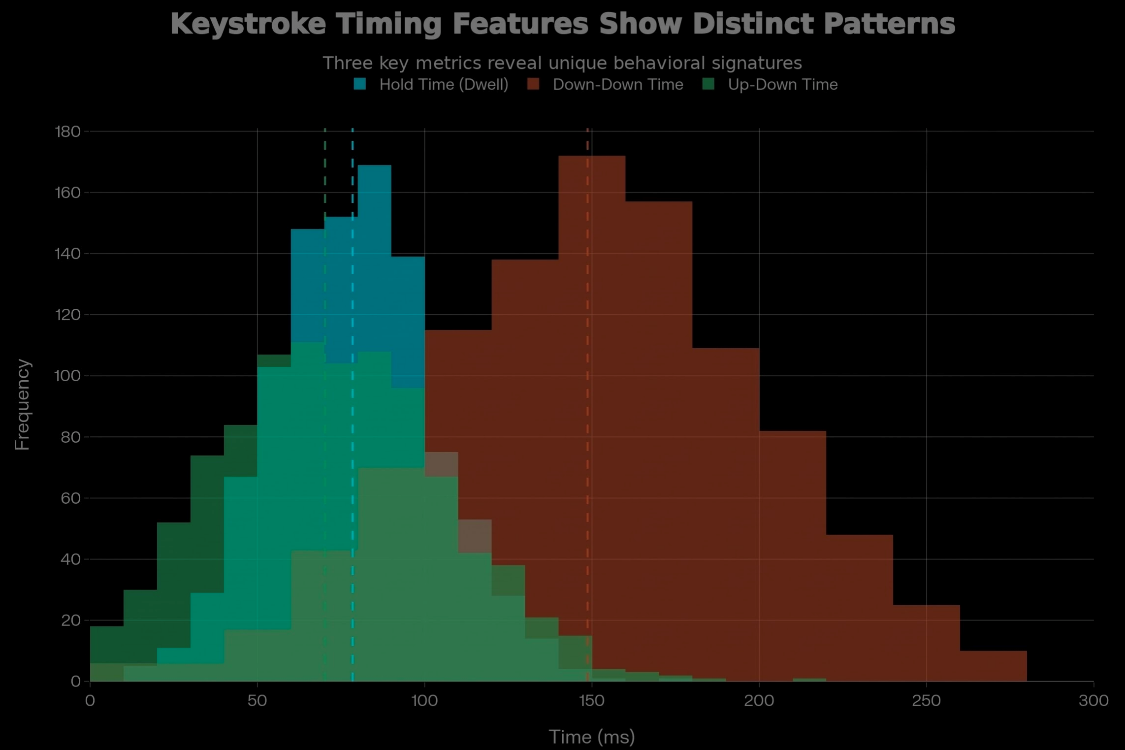 Keystroke Timing Features Show Distinct Patterns
Three key metrics reveal unique behavioral signatures
Hold Time (Dwell) Down-Down Time Up-Down Time
180
160
140
120
100
80
60
40
20
0
Frequency
0 50 100 150 200 250 300
Time (ms)